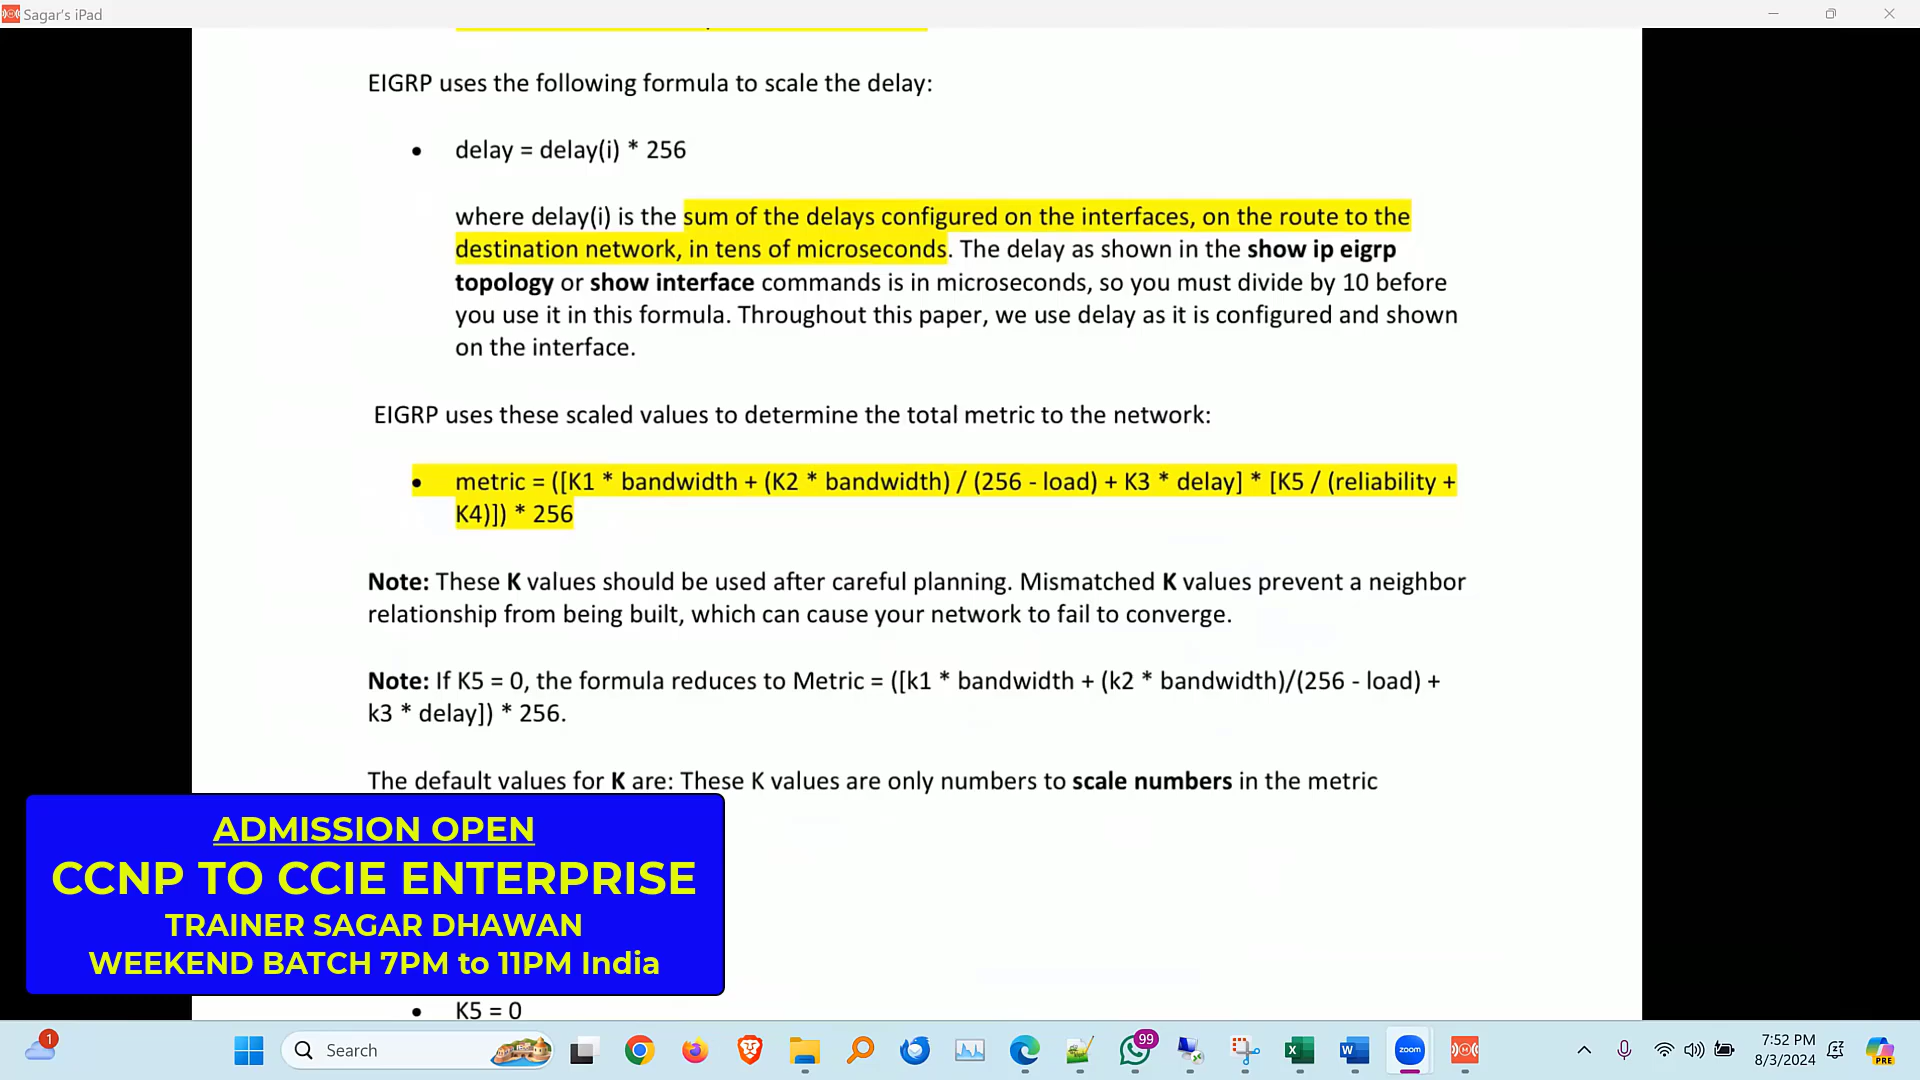 Sagar's iPad
EIGRP uses the following formula to scale the delay:
• delay = delay(i) * 256
where delay(i) is the sum of the delays configured on the interfaces, on the route to the
destination network, in tens of microseconds. The delay as shown in the show ip eigrp
topology or show interface commands is in microseconds, so you must divide by 10 before
you use it in this formula. Throughout this paper, we use delay as it is configured and shown
on the interface.
EIGRP uses these scaled values to determine the total metric to the network:
• metric = ([K1 * bandwidth + (K2 * bandwidth) / (256 - load) + K3 * delay] * [K5 / (reliability +
K4)]) * 256
Note: These K values should be used after careful planning. Mismatched K values prevent a neighbor
relationship from being built, which can cause your network to fail to converge.
Note: If K5 = 0, the formula reduces to Metric = ([k1 * bandwidth + (k2 * bandwidth)/(256 - load) +
k3 * delay]) * 256.
The default values for K are: These K values are only numbers to scale numbers in the metric
ADMISSION OPEN
CCNP TO CCIE ENTERPRISE
TRAINER SAGAR DHAWAN
WEEKEND BATCH 7PM to 11PM India
• K5 = 0
1
Search
99
zoom
7:52 PM
8/3/2024
PRE